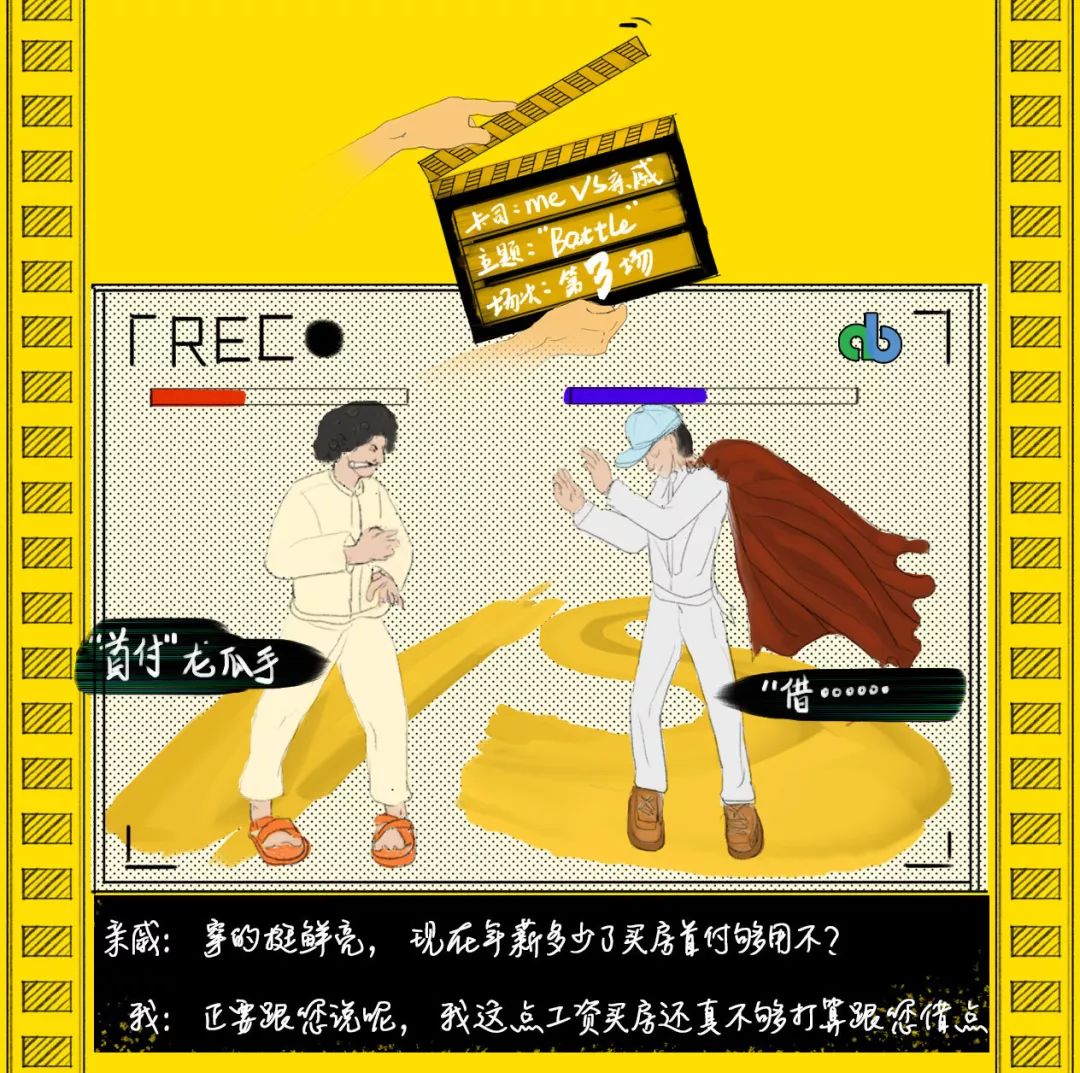 卡司：me Vs亲戚
主题："Battle"
场次：第3场
REC
ab
"首付"龙爪手
"借……
亲戚：穿的挺鲜亮，现在年薪多少了买房首付够用不？
我：正要跟您说呢，我这点工资买房还真不够打算跟您借点